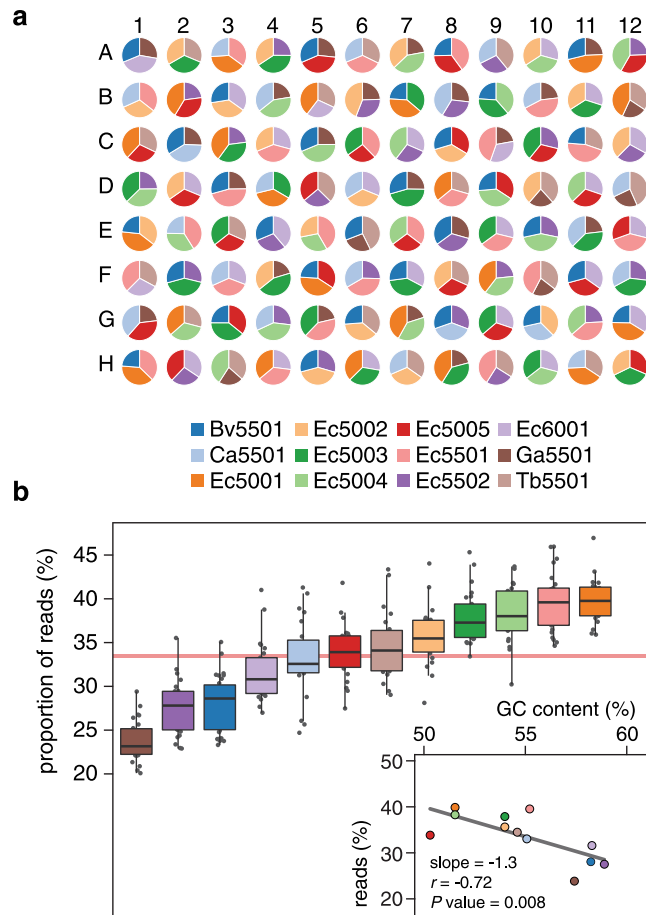 a
1 2 3 4 5 6 7 8 9 10 11 12
A
B
C
D
E
F
G
H
Bv5501 Ec5002 Ec5005 Ec6001
Ca5501 Ec5003 Ec5501 Ga5501
Ec5001 Ec5004 Ec5502 Tb5501
b
proportion of reads (%)
45
40
35
30
25
20
GC content (%)
50 55 60
reads (%)
50
40
30
20
slope = -1.3
r = -0.72
P value = 0.008